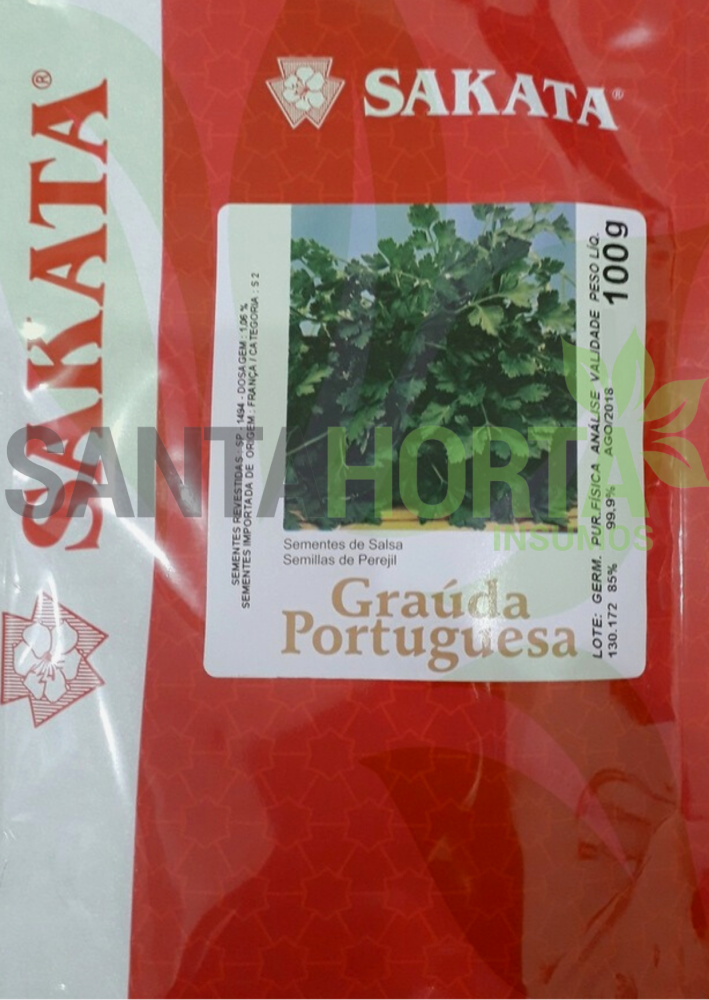 SAKATA®
SAKATA®
SEMENTES REVESTIDAS : SP : 1494 - DOSAGEM : 1,06 %
SEMENTES IMPORTADA DE ORIGEM : FRANÇA / CATEGORIA : S 2
Sementes de Salsa
Semillas de Perejil
Graúda
Portuguesa
LOTE: GERM. PUR.FÍSICA ANÁLISE VALIDADE PESO LÍQ.
130.172 85% 99,9% AGO/2018 100g
SANTA HORTA
INSUMOS